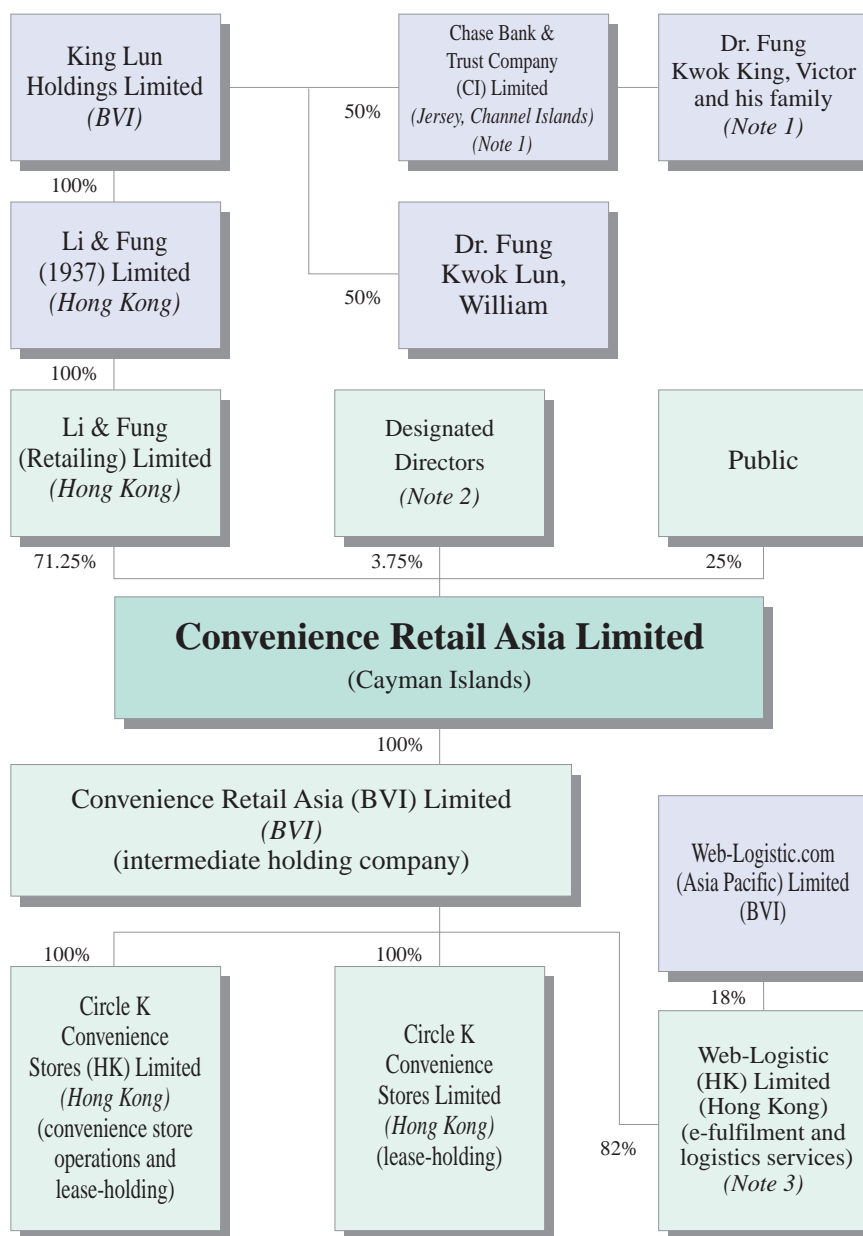 King Lun
Holdings Limited
(BVI)
Chase Bank &
Trust Company
(CI) Limited
(Jersey, Channel Islands)
(Note 1)
Dr. Fung
Kwok King, Victor
and his family
(Note 1)
50%
100%
Li & Fung
(1937) Limited
(Hong Kong)
Dr. Fung
Kwok Lun,
William
50%
100%
Li & Fung
(Retailing) Limited
(Hong Kong)
Designated
Directors
(Note 2)
Public
71.25%
3.75%
25%
Convenience Retail Asia Limited
(Cayman Islands)
100%
Convenience Retail Asia (BVI) Limited
(BVI)
(intermediate holding company)
Web-Logistic.com
(Asia Pacific) Limited
(BVI)
100%
100%
18%
Circle K
Convenience
Stores (HK) Limited
(Hong Kong)
(convenience store
operations and
lease-holding)
Circle K
Convenience
Stores Limited
(Hong Kong)
(lease-holding)
82%
Web-Logistic
(HK) Limited
(Hong Kong)
(e-fulfilment and
logistics services)
(Note 3)